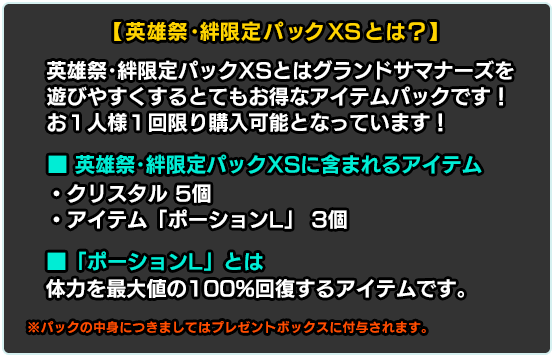 【英雄祭・絆限定パックXSとは？】
英雄祭・絆限定パックXSとはグランドサマナーズを
遊びやすくするとてもお得なアイテムパックです！
お１人様１回限り購入可能となっています！
■ 英雄祭・絆限定パックXSに含まれるアイテム
・クリスタル 5個
・アイテム「ポーションL」 3個
■「ポーションL」とは
体力を最大値の100%回復するアイテムです。
※パックの中身につきましてはプレゼントボックスに付与されます。